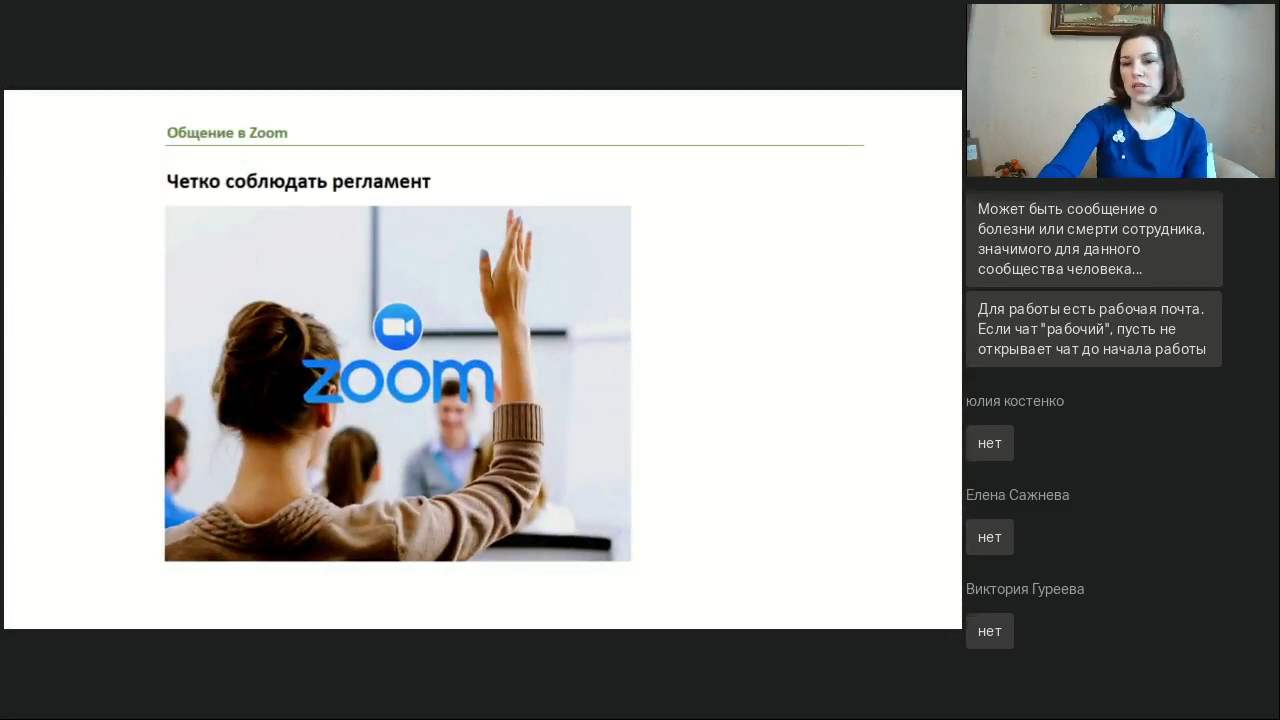 Общение в Zoom
Четко соблюдать регламент
zoom
Может быть сообщение о
болезни или смерти сотрудника,
значимого для данного
сообщества человека...
Для работы есть рабочая почта.
Если чат "рабочий", пусть не
открывает чат до начала работы
юлия костенко
нет
Елена Сажнева
нет
Виктория Гуреева
нет